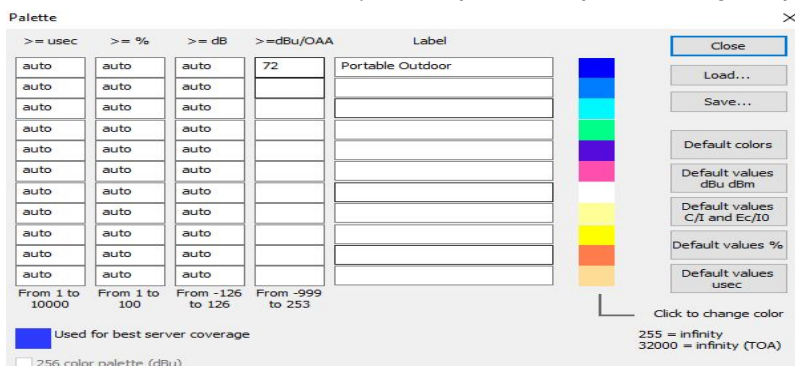 Palette
>= usec >= % >= dB >=dBu/OAA Label
Close
auto auto auto 72 Portable Outdoor
Load...
auto auto auto
auto auto auto
Save...
auto auto auto
auto auto auto
Default colors
auto auto auto
Default values
dBu dBm
auto auto auto
auto auto auto
Default values
C/I and Ec/I0
auto auto auto
Default values %
auto auto auto
auto auto auto
Default values
usec
From 1 to
10000
From 1 to
100
From -126
to 126
From -999
to 253
Click to change color
Used for best server coverage
255 = infinity
32000 = infinity (TOA)
256 color palette (dBu)